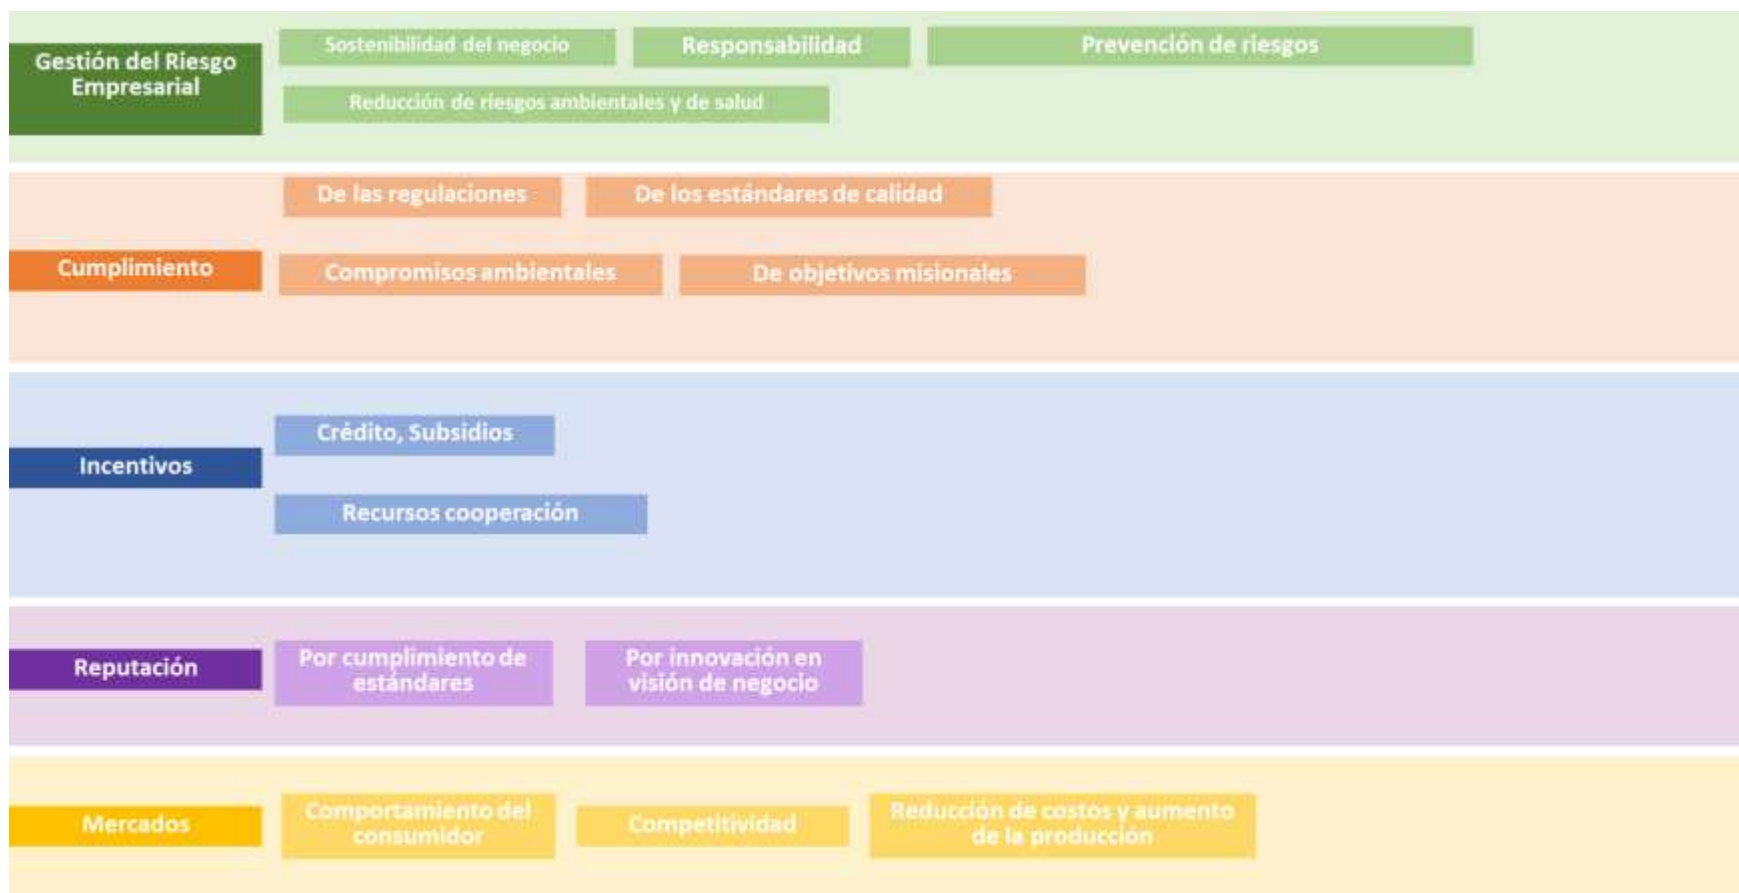 Gestión del Riesgo
Empresarial
Sostenibilidad del negocio
Responsabilidad
Prevención de riesgos
Reducción de riesgos ambientales y de salud
Cumplimiento
De las regulaciones
De los estándares de calidad
Compromisos ambientales
De objetivos misionales
Incentivos
Crédito, Subsidios
Recursos cooperación
Reputación
Por cumplimiento de
estándares
Por innovación en
visión de negocio
Mercados
Comportamiento del
consumidor
Competitividad
Reducción de costos y aumento
de la producción